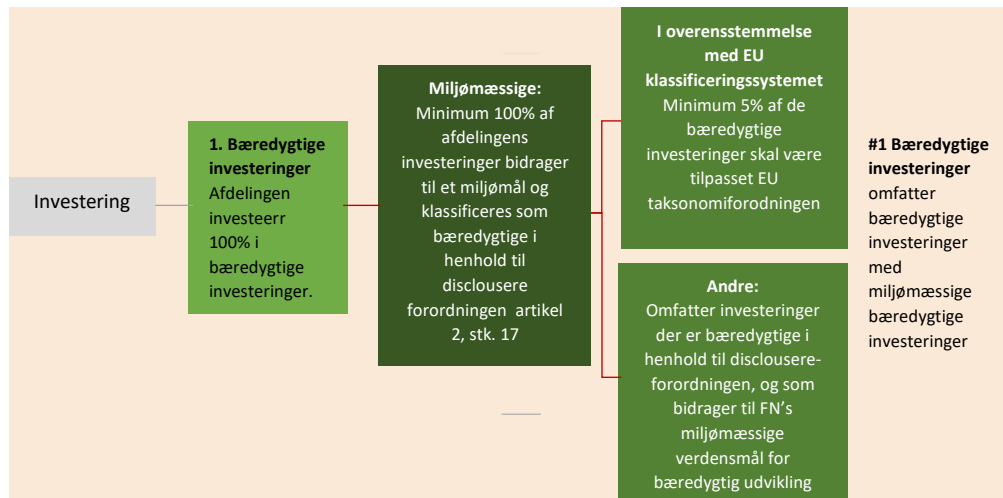 Investering
1. Bæredygtige
investeringer
Afdelingen
investeerr
100% i
bæredygtige
investeringer.
Miljømæssige:
Minimum 100% af
afdelingens
investeringer bidrager
til et miljømål og
klassificeres som
bæredygtige i
henhold til
disclousere
forordningen artikel
2, stk. 17
I overensstemmelse
med EU
klassificeringssystemet
Minimum 5% af de
bæredygtige
investeringer skal være
tilpasset EU
taksonomiforodningen
Andre:
Omfatter investeringer
der er bæredygtige i
henhold til disclousere-
forordningen, og som
bidrager til FN’s
miljømæssige
verdensmål for
bæredygtig udvikling
#1 Bæredygtige
investeringer
omfatter
bæredygtige
investeringer
med
miljømæssige
bæredygtige
investeringer